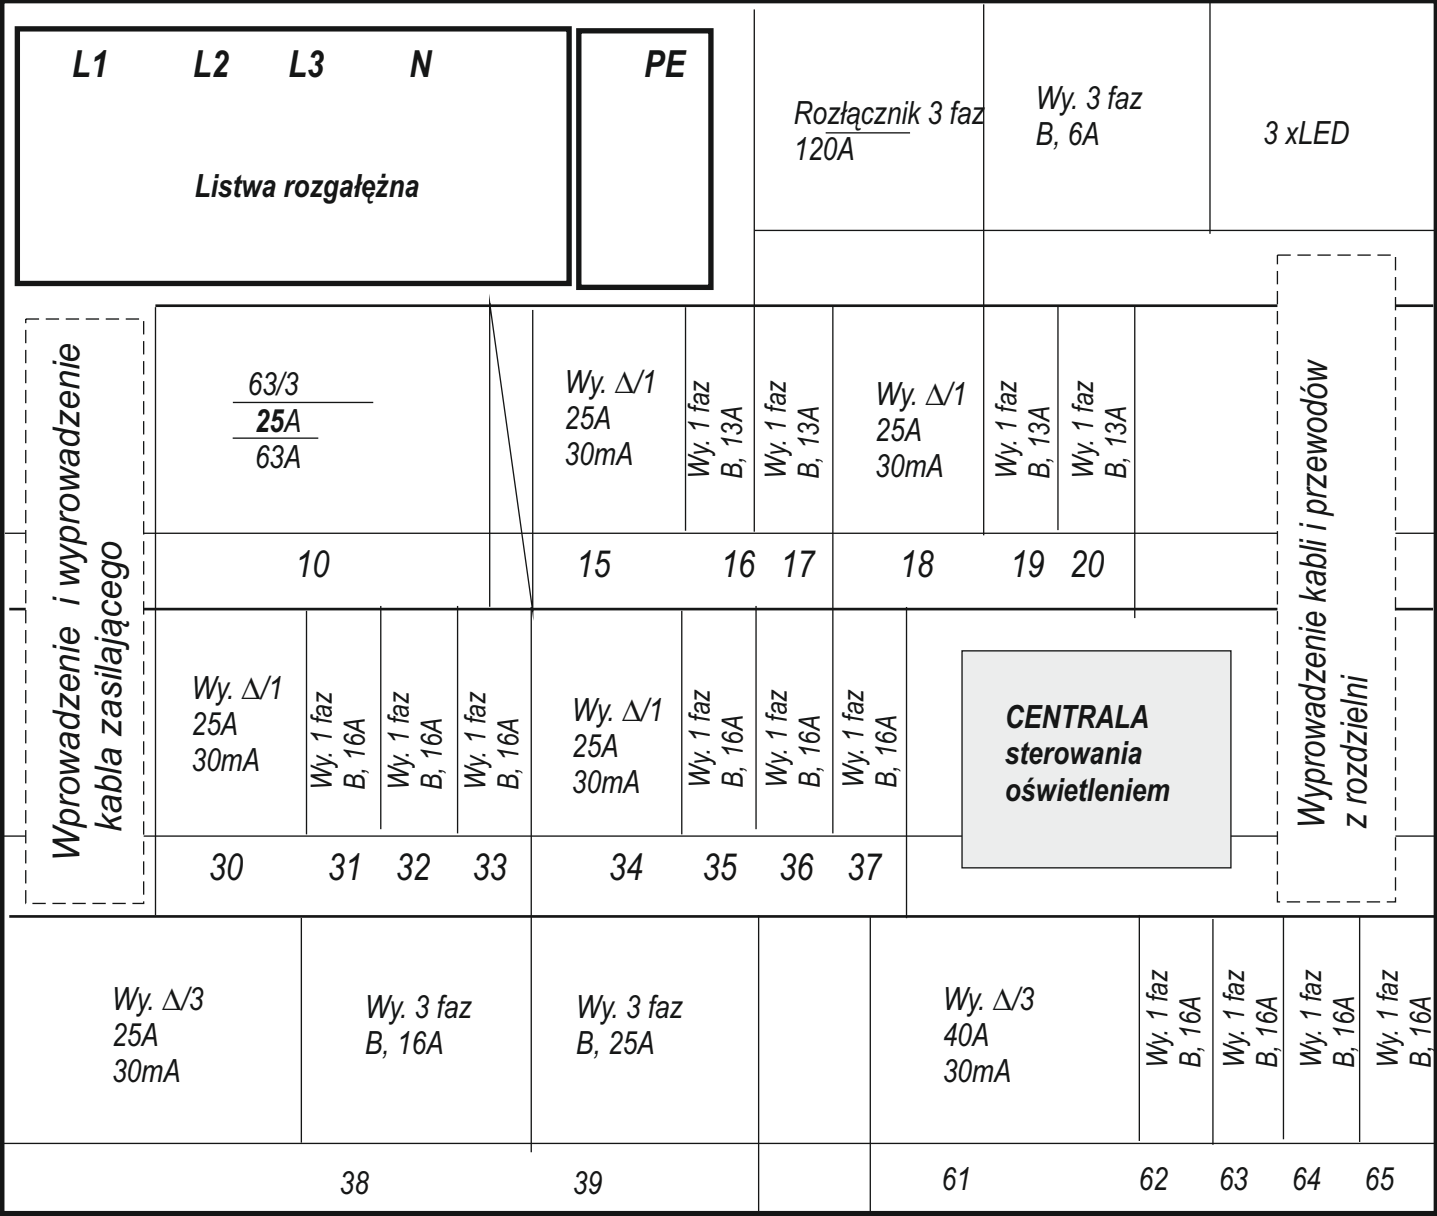 L1 L2 L3 N PE
Listwa rozgałężna
Rozłącznik 3 faz
120A
Wy. 3 faz
B, 6A
3 xLED
Wprowadzenie i wyprowadzenie
kabla zasilającego
63/3
25A
63A
Wy. Δ/1
25A
30mA
Wy. 1 faz
B, 13A
Wy. 1 faz
B, 13A
Wy. Δ/1
25A
30mA
Wy. 1 faz
B, 13A
Wy. 1 faz
B, 13A
Wyprowadzenie kabli i przewodów
z rozdzielni
10 15 16 17 18 19 20
Wy. Δ/1
25A
30mA
Wy. 1 faz
B, 16A
Wy. 1 faz
B, 16A
Wy. 1 faz
B, 16A
Wy. Δ/1
25A
30mA
Wy. 1 faz
B, 16A
Wy. 1 faz
B, 16A
Wy. 1 faz
B, 16A
CENTRALA
sterowania
oświetleniem
30 31 32 33 34 35 36 37
Wy. Δ/3
25A
30mA
Wy. 3 faz
B, 16A
Wy. 3 faz
B, 25A
Wy. Δ/3
40A
30mA
Wy. 1 faz
B, 16A
Wy. 1 faz
B, 16A
Wy. 1 faz
B, 16A
Wy. 1 faz
B, 16A
38 39 61 62 63 64 65